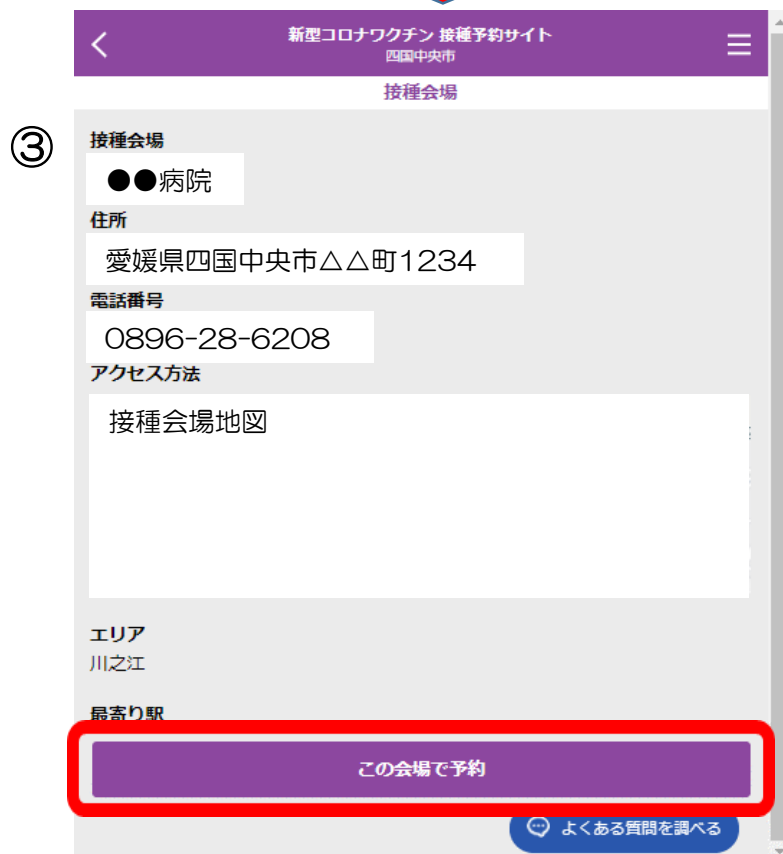 新型コロナワクチン 接種予約サイト
四国中央市
接種会場
③
接種会場
●●病院
住所
愛媛県四国中央市△△町1234
電話番号
0896-28-6208
アクセス方法
接種会場地図
エリア
川之江
最寄り駅
この会場で予約
よくある質問を調べる